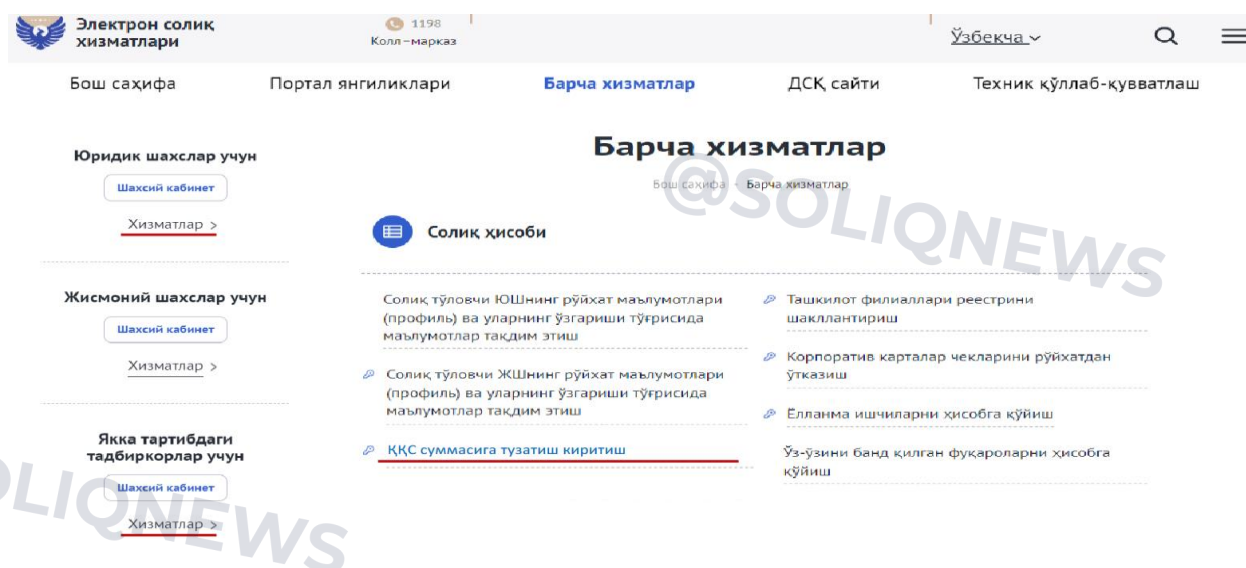 Электрон солиқ
хизматлари
1198
Колл-марказ
Ўзбекча
Бош саҳифа
Портал янгиликлари
Барча хизматлар
ДСҚ сайти
Техник қўллаб-қувватлаш
Юридик шахслар учун
Шахсий кабинет
Хизматлар >
Жисмоний шахслар учун
Шахсий кабинет
Хизматлар >
Якка тартибдаги
тадбиркорлар учун
Шахсий кабинет
Хизматлар >
Барча хизматлар
Бош саҳифа • Барча хизматлар
Солиқ ҳисоби
Солиқ тўловчи ЮШнинг рўйхат маълумотлари
(профиль) ва уларнинг ўзгариши тўғрисида
маълумотлар тақдим этиш
Солиқ тўловчи ЖШнинг рўйхат маълумотлари
(профиль) ва уларнинг ўзгариши тўғрисида
маълумотлар тақдим этиш
ҚҚС суммасига тузатиш киритиш
Ташкилот филиаллари реестрини
шакллантириш
Корпоратив карталар чекларини рўйхатдан
ўтказиш
Ёлланма ишчиларни ҳисобга қўйиш
Ўз-ўзини банд қилган фуқароларни ҳисобга
қўйиш
@SOLIQNEWS
OLIQNEWS